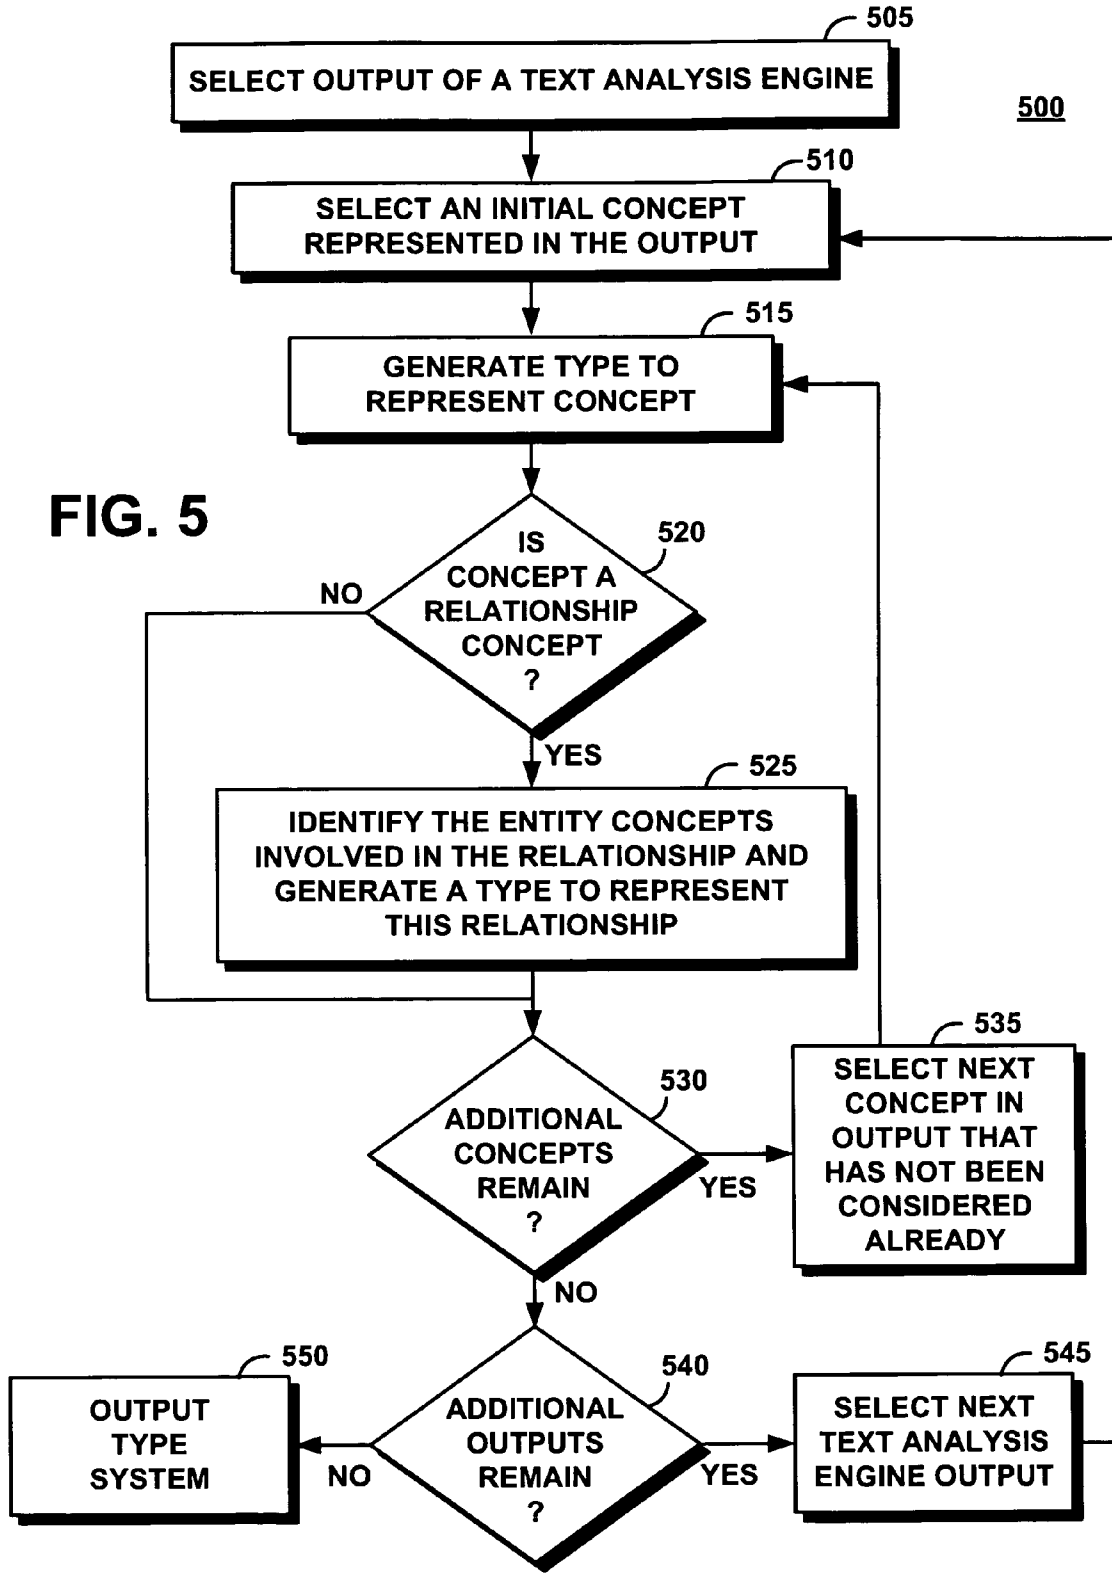 505
SELECT OUTPUT OF A TEXT ANALYSIS ENGINE
500
510
SELECT AN INITIAL CONCEPT
REPRESENTED IN THE OUTPUT
515
GENERATE TYPE TO
REPRESENT CONCEPT
FIG. 5
520
IS
CONCEPT A
RELATIONSHIP
CONCEPT
?
NO
YES
525
IDENTIFY THE ENTITY CONCEPTS
INVOLVED IN THE RELATIONSHIP AND
GENERATE A TYPE TO REPRESENT
THIS RELATIONSHIP
530
ADDITIONAL
CONCEPTS
REMAIN
?
YES
535
SELECT NEXT
CONCEPT IN
OUTPUT THAT
HAS NOT BEEN
CONSIDERED
ALREADY
NO
540
ADDITIONAL
OUTPUTS
REMAIN
?
YES
545
SELECT NEXT
TEXT ANALYSIS
ENGINE OUTPUT
NO
550
OUTPUT
TYPE
SYSTEM